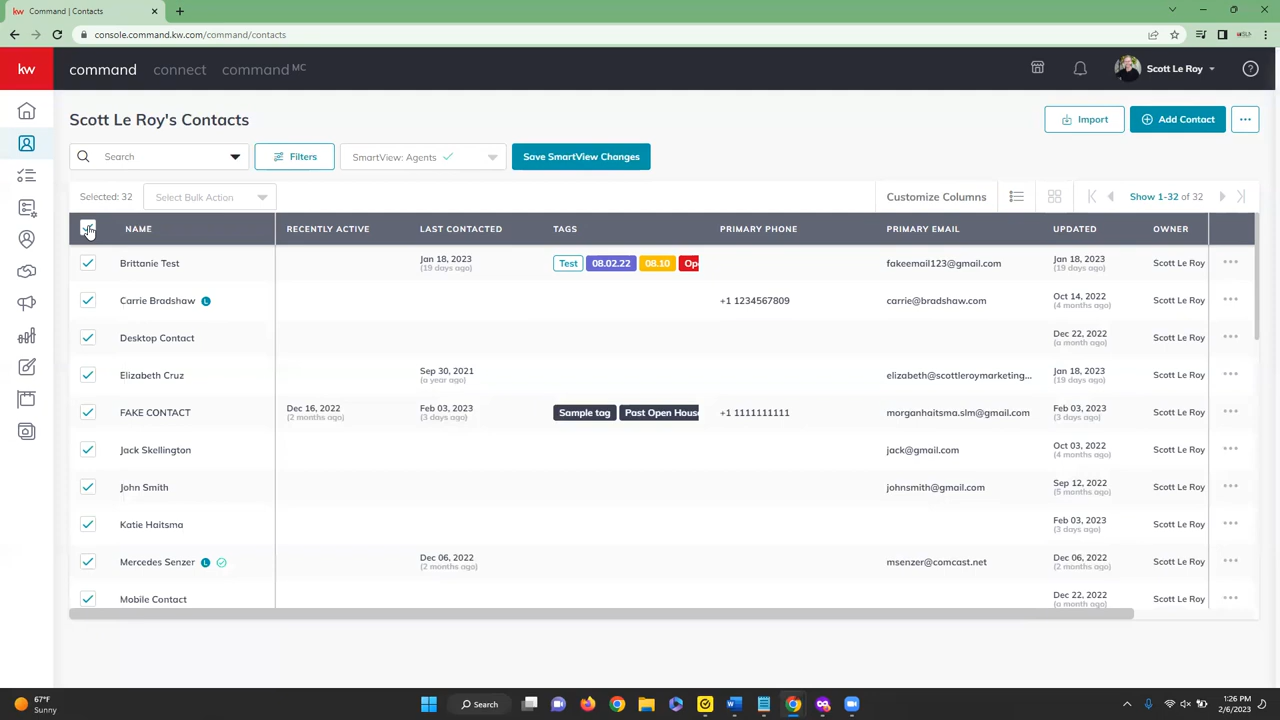 Command | Contacts
console.command.kw.com/command/contacts
kw command connect command MC Scott Le Roy
Scott Le Roy's Contacts
Import Add Contact
Search Filters SmartView: Agents Save SmartView Changes
Selected: 32 Select Bulk Action Customize Columns Show 1-32 of 32
NAME RECENTLY ACTIVE LAST CONTACTED TAGS PRIMARY PHONE PRIMARY EMAIL UPDATED OWNER
Brittanie Test Jan 18, 2023 (19 days ago) Test 08.02.22 08.10 Op fakeemail123@gmail.com Jan 18, 2023 (19 days ago) Scott Le Roy
Carrie Bradshaw L +1 1234567809 carrie@bradshaw.com Oct 14, 2022 (4 months ago) Scott Le Roy
Desktop Contact Dec 22, 2022 (a month ago) Scott Le Roy
Elizabeth Cruz Sep 30, 2021 (a year ago) elizabeth@scottleroymarketing... Jan 18, 2023 (19 days ago) Scott Le Roy
FAKE CONTACT Dec 16, 2022 (2 months ago) Feb 03, 2023 (3 days ago) Sample tag Past Open House +1 1111111111 morganhaitsma.slm@gmail.com Feb 03, 2023 (3 days ago) Scott Le Roy
Jack Skellington jack@gmail.com Oct 03, 2022 (4 months ago) Scott Le Roy
John Smith johnsmith@gmail.com Sep 12, 2022 (5 months ago) Scott Le Roy
Katie Haitsma Feb 03, 2023 (3 days ago) Scott Le Roy
Mercedes Senzer L Dec 06, 2022 (2 months ago) msenzer@comcast.net Dec 06, 2022 (2 months ago) Scott Le Roy
Mobile Contact Dec 22, 2022 (a month ago) Scott Le Roy
67°F
Sunny
Search
1:26 PM
2/6/2023